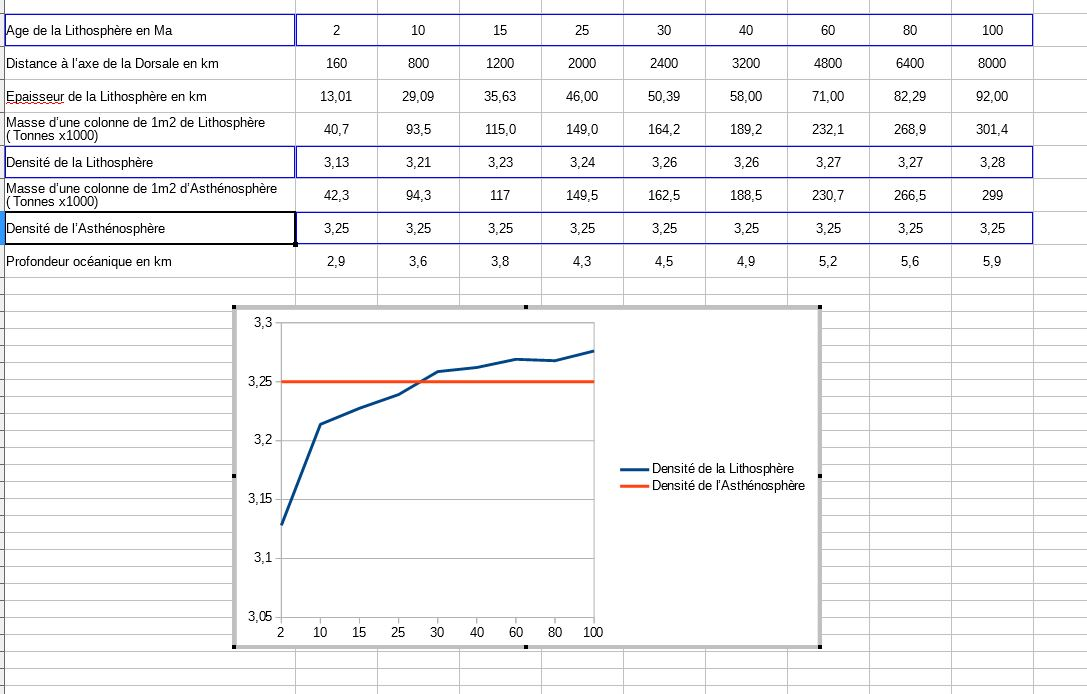 Age de la Lithosphère en Ma 2 10 15 25 30 40 60 80 100
Distance à l'axe de la Dorsale en km 160 800 1200 2000 2400 3200 4800 6400 8000
Epaisseur de la Lithosphère en km 13,01 29,09 35,63 46,00 50,39 58,00 71,00 82,29 92,00
Masse d'une colonne de 1m2 de Lithosphère
( Tonnes x1000) 40,7 93,5 115,0 149,0 164,2 189,2 232,1 268,9 301,4
Densité de la Lithosphère 3,13 3,21 3,23 3,24 3,26 3,26 3,27 3,27 3,28
Masse d'une colonne de 1m2 d'Asthénosphère
( Tonnes x1000) 42,3 94,3 117 149,5 162,5 188,5 230,7 266,5 299
Densité de l'Asthénosphère 3,25 3,25 3,25 3,25 3,25 3,25 3,25 3,25 3,25
Profondeur océanique en km 2,9 3,6 3,8 4,3 4,5 4,9 5,2 5,6 5,9
3,3
3,25
3,2
3,15
3,1
3,05
2 10 15 25 30 40 60 80 100
Densité de la Lithosphère
Densité de l'Asthénosphère